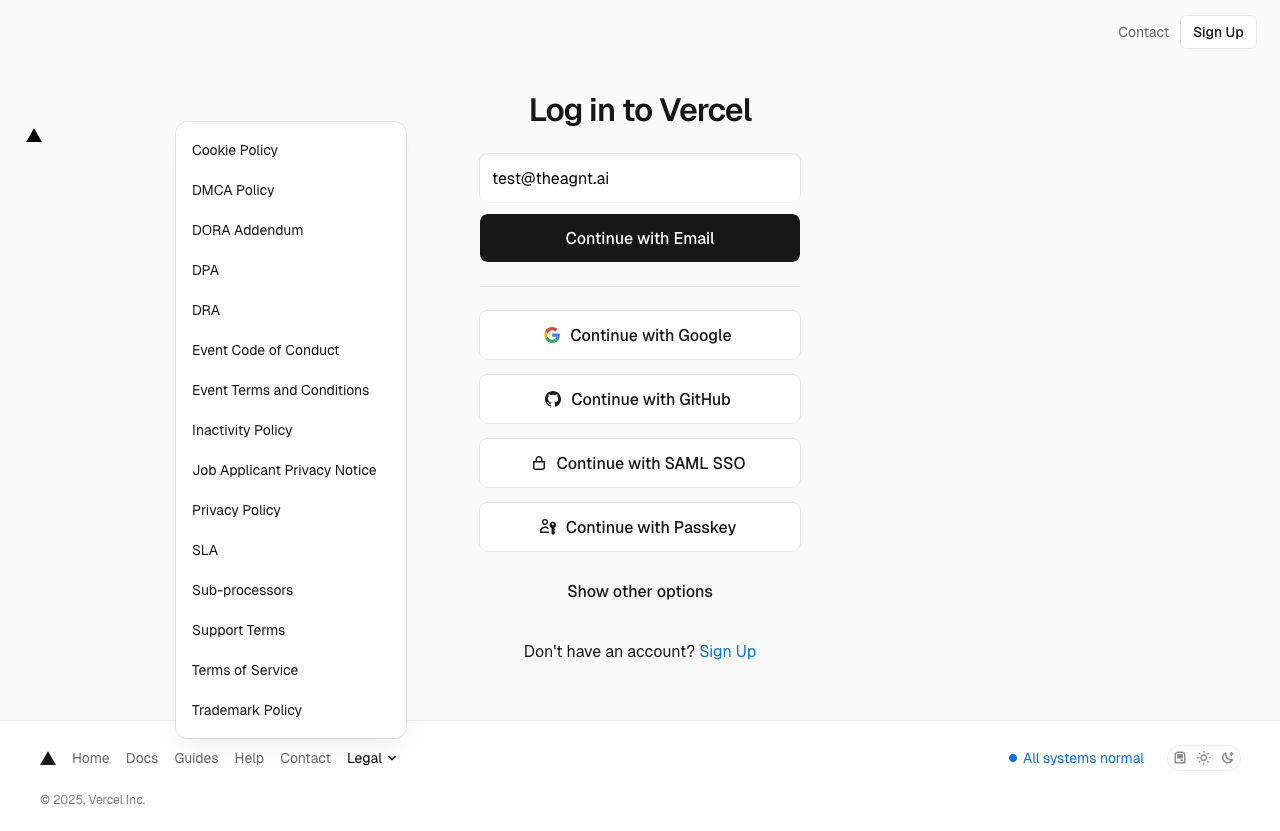 Contact
Sign Up
Log in to Vercel
test@theagnt.ai
Continue with Email
Continue with Google
Continue with GitHub
Continue with SAML SSO
Continue with Passkey
Show other options
Don't have an account? Sign Up
Cookie Policy
DMCA Policy
DORA Addendum
DPA
DRA
Event Code of Conduct
Event Terms and Conditions
Inactivity Policy
Job Applicant Privacy Notice
Privacy Policy
SLA
Sub-processors
Support Terms
Terms of Service
Trademark Policy
Home Docs Guides Help Contact Legal
All systems normal
© 2025, Vercel Inc.